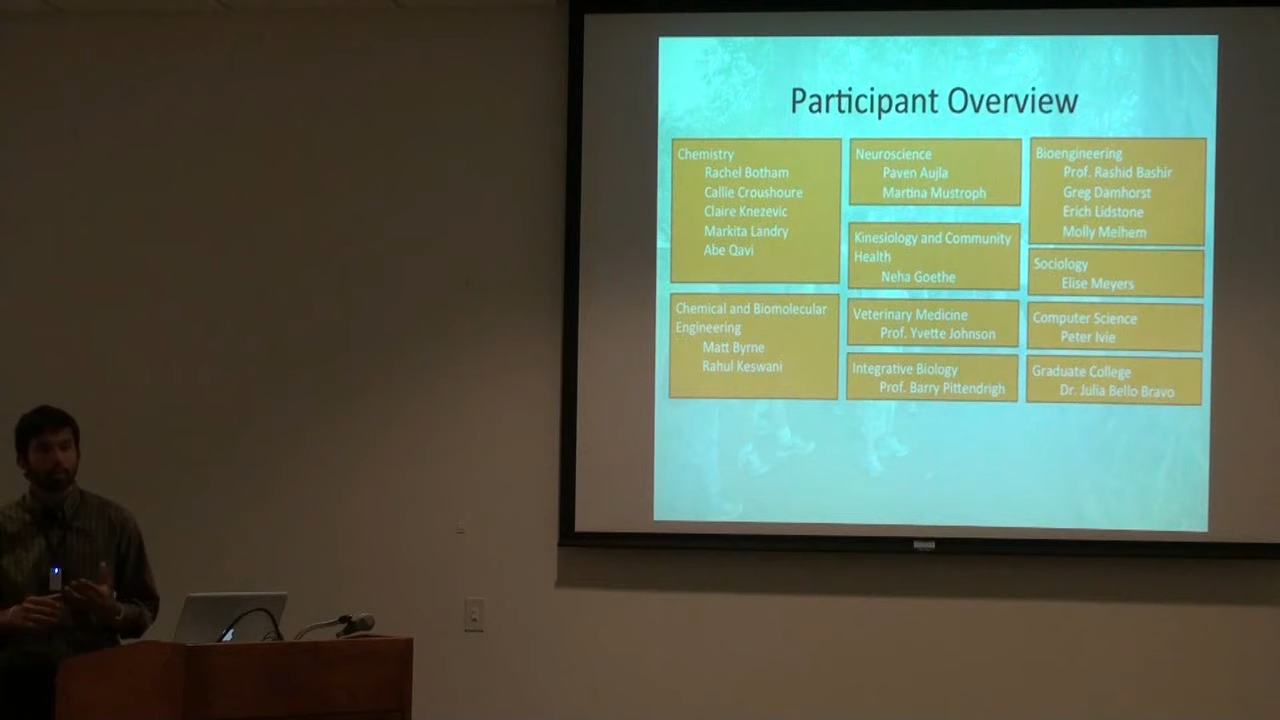 Participant Overview
Chemistry
Rachel Botham
Callie Croushoure
Claire Knezevic
Markita Landry
Abe Qavi
Chemical and Biomolecular
Engineering
Matt Byrne
Rahul Keswani
Neuroscience
Paven Aujla
Martina Mustroph
Kinesiology and Community
Health
Neha Goethe
Veterinary Medicine
Prof. Yvette Johnson
Integrative Biology
Prof. Barry Pittendrigh
Bioengineering
Prof. Rashid Bashir
Greg Damhorst
Erich Lidstone
Molly Melhem
Sociology
Elise Meyers
Computer Science
Peter Ivie
Graduate College
Dr. Julia Bello Bravo